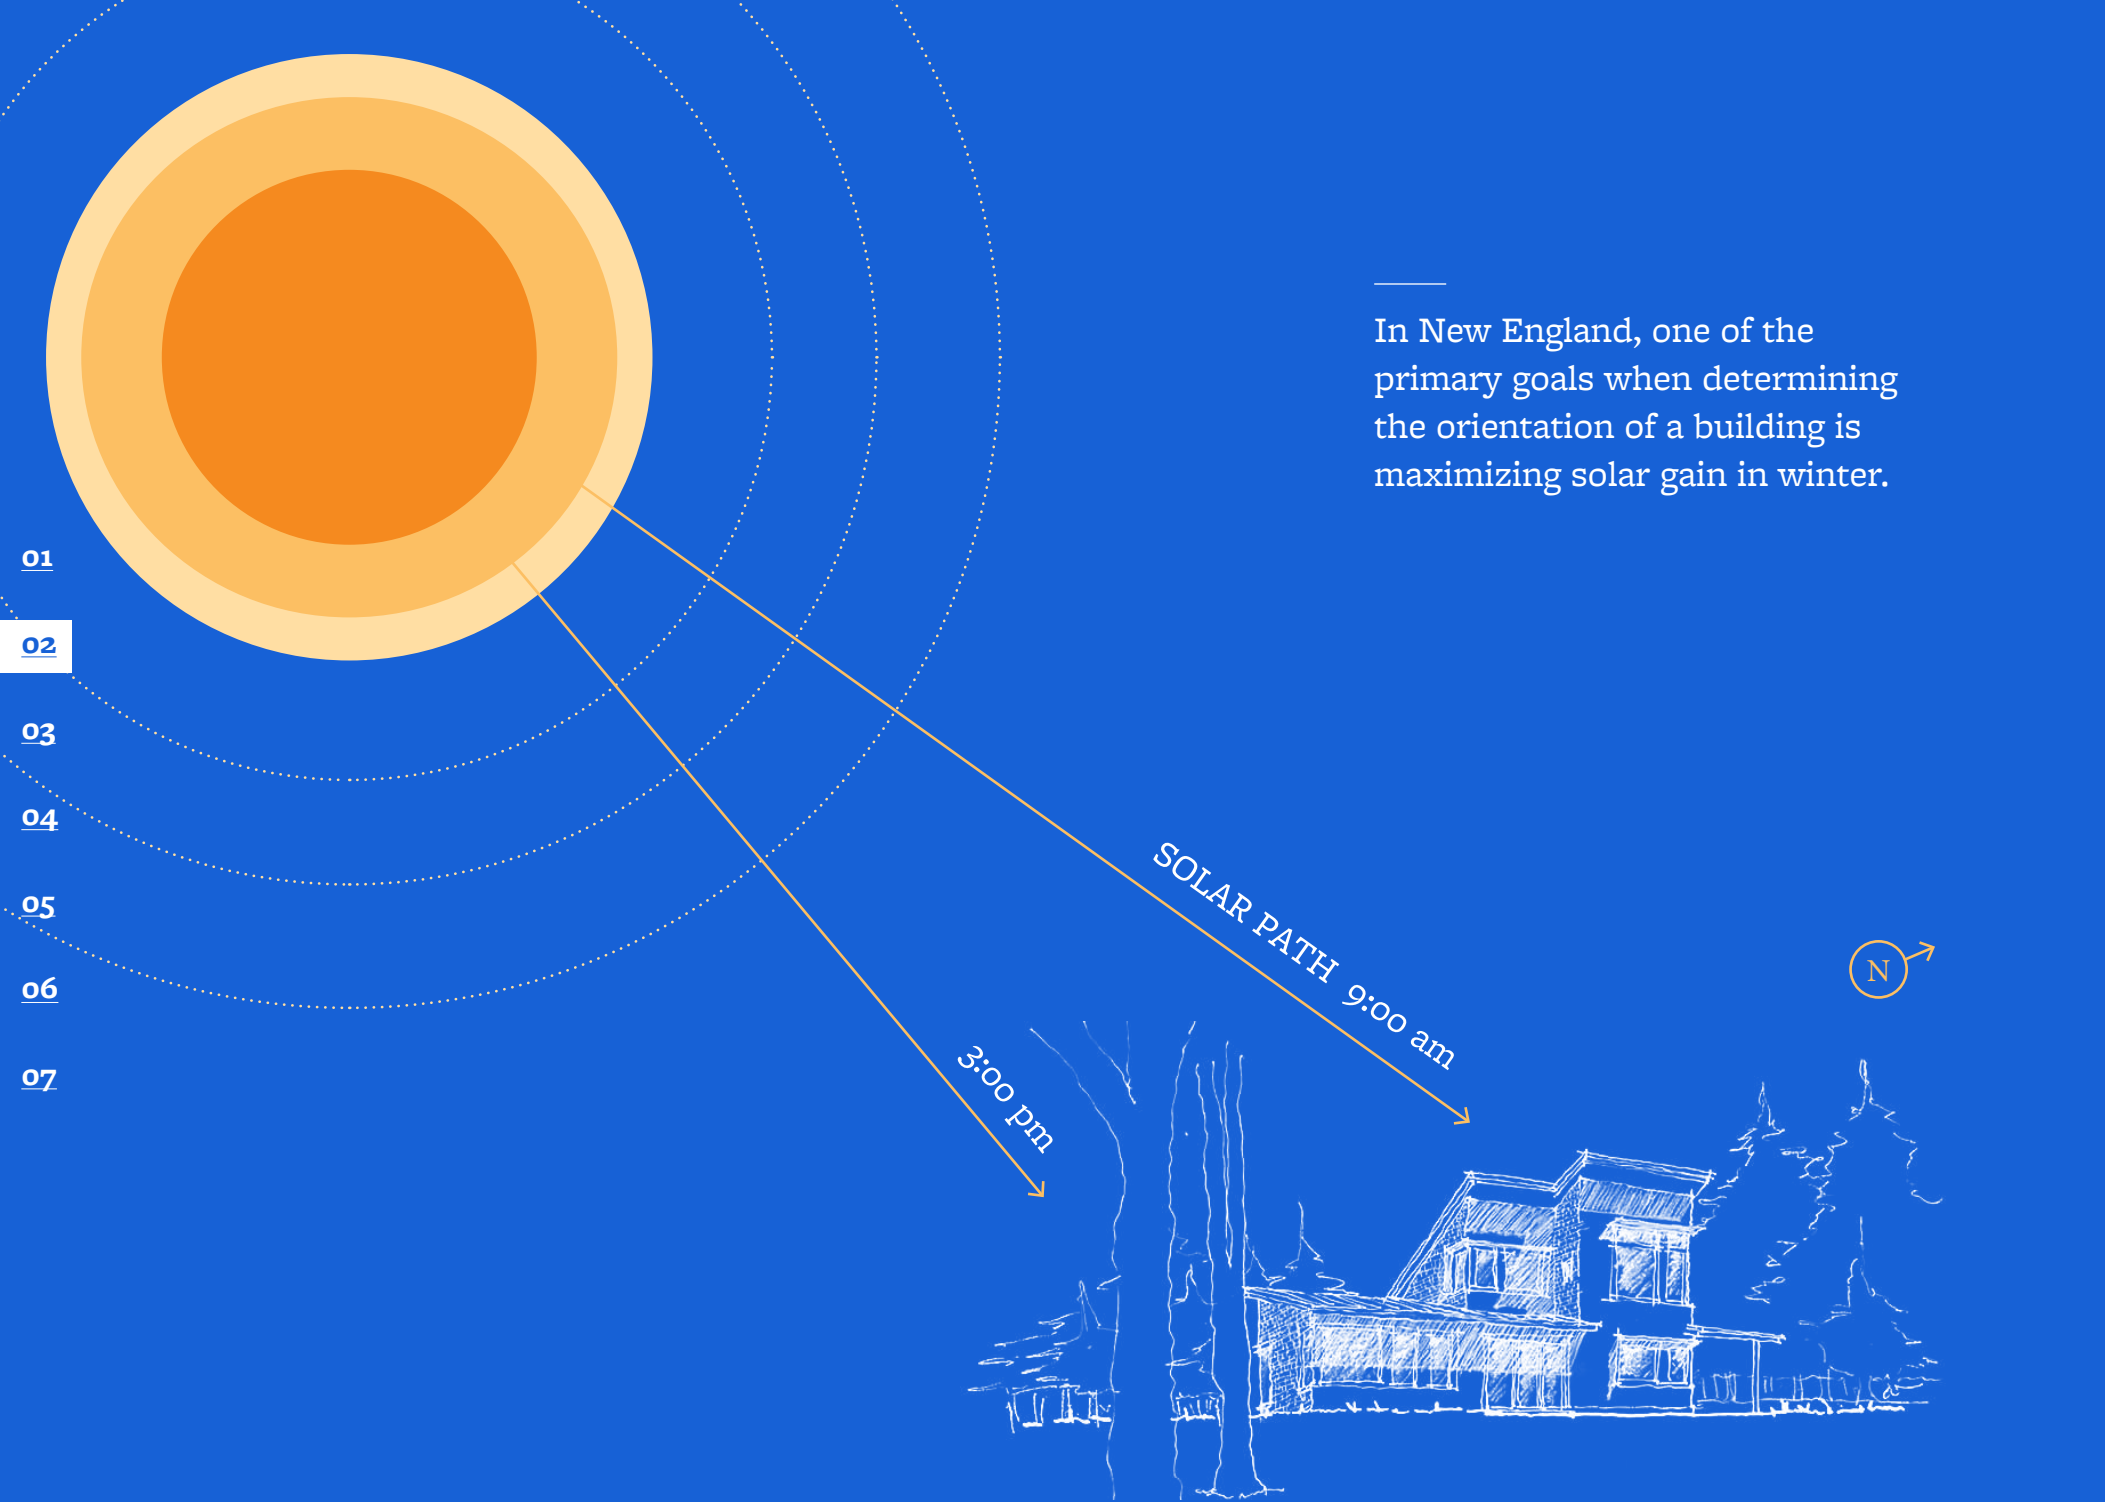 In New England, one of the
primary goals when determining
the orientation of a building is
maximizing solar gain in winter.
01
02
03
04
05
06
07
SOLAR PATH 9:00 am
3:00 pm
N